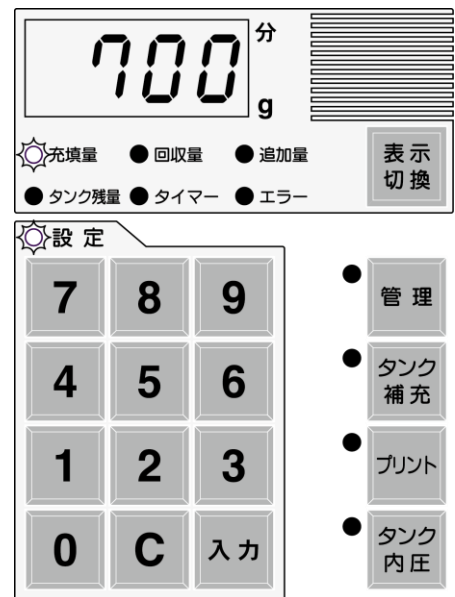 700
分
g
充填量 回収量 追加量
タンク残量 タイマー エラー
表示
切換
設定
7 8 9
4 5 6
1 2 3
0 C 入力
管理
タンク
補充
プリント
タンク
内圧